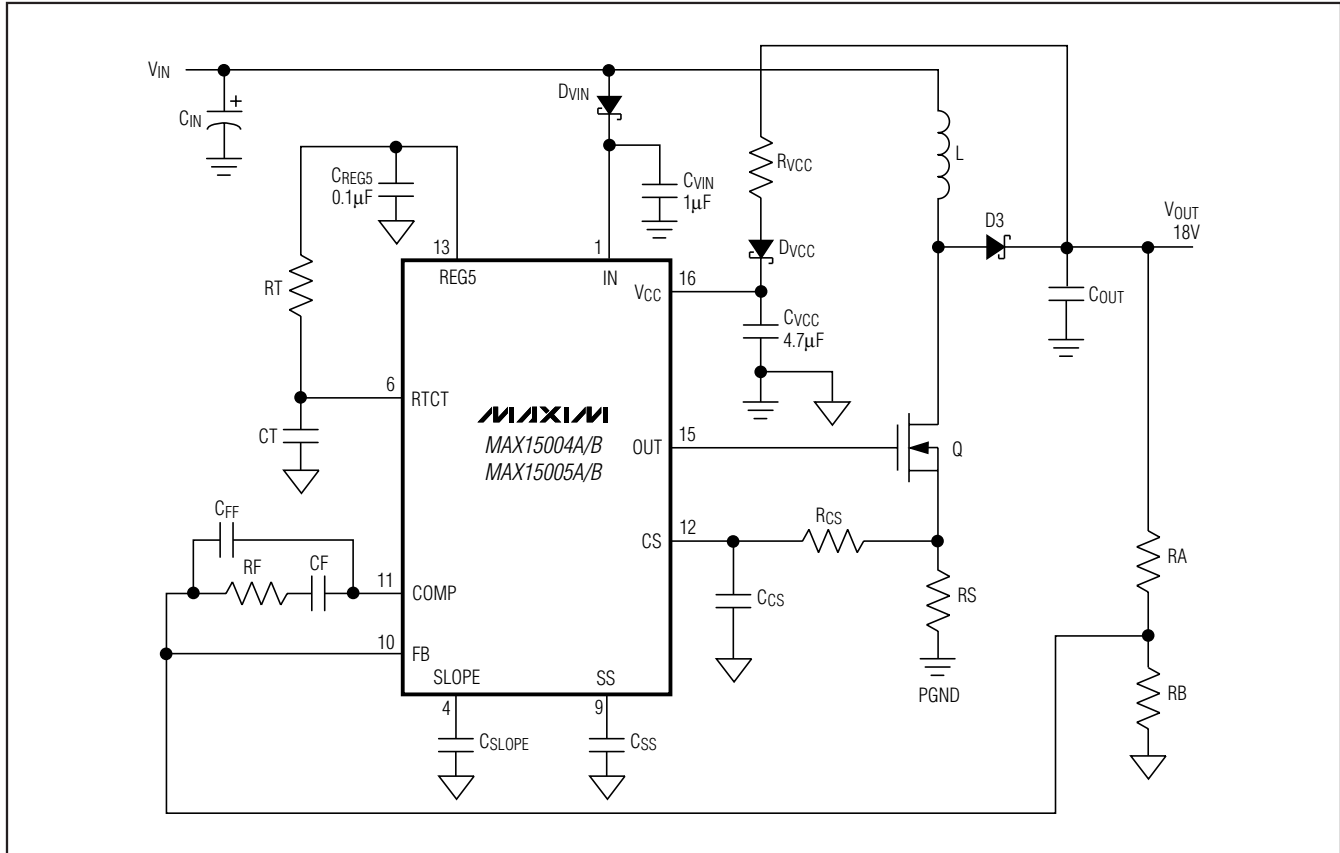 VIN
CIN
+
DVIN
CREG5
0.1µF
CVIN
1µF
RVCC
L
DVCC
D3
VOUT
18V
COUT
13
REG5
1
IN
16
VCC
CVCC
4.7µF
RT
6
RTCT
CT
MAXIM
MAX15004A/B
MAX15005A/B
OUT
15
Q
CS
12
RCS
CCS
RS
PGND
RA
RB
CFF
RF
CF
11
COMP
10
FB
SLOPE
4
CSLOPE
SS
9
CSS